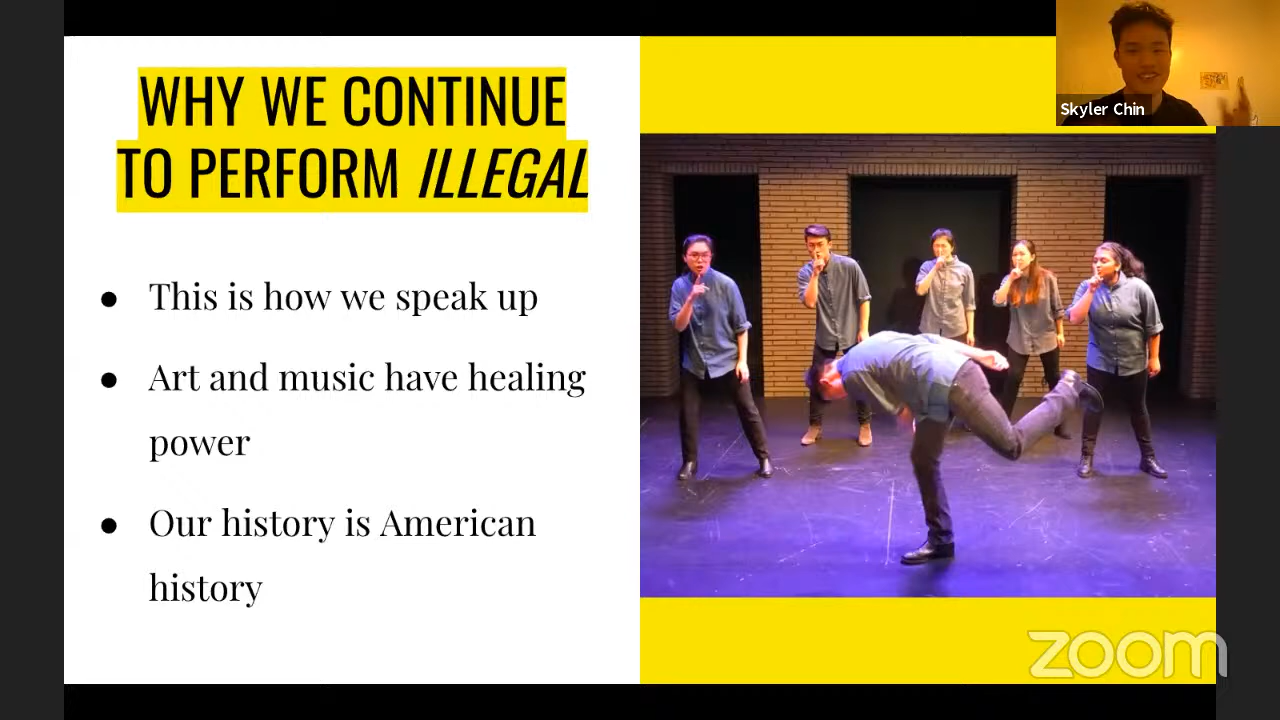 WHY WE CONTINUE
TO PERFORM ILLEGAL
● This is how we speak up
● Art and music have healing
power
● Our history is American
history
Skyler Chin
zoom